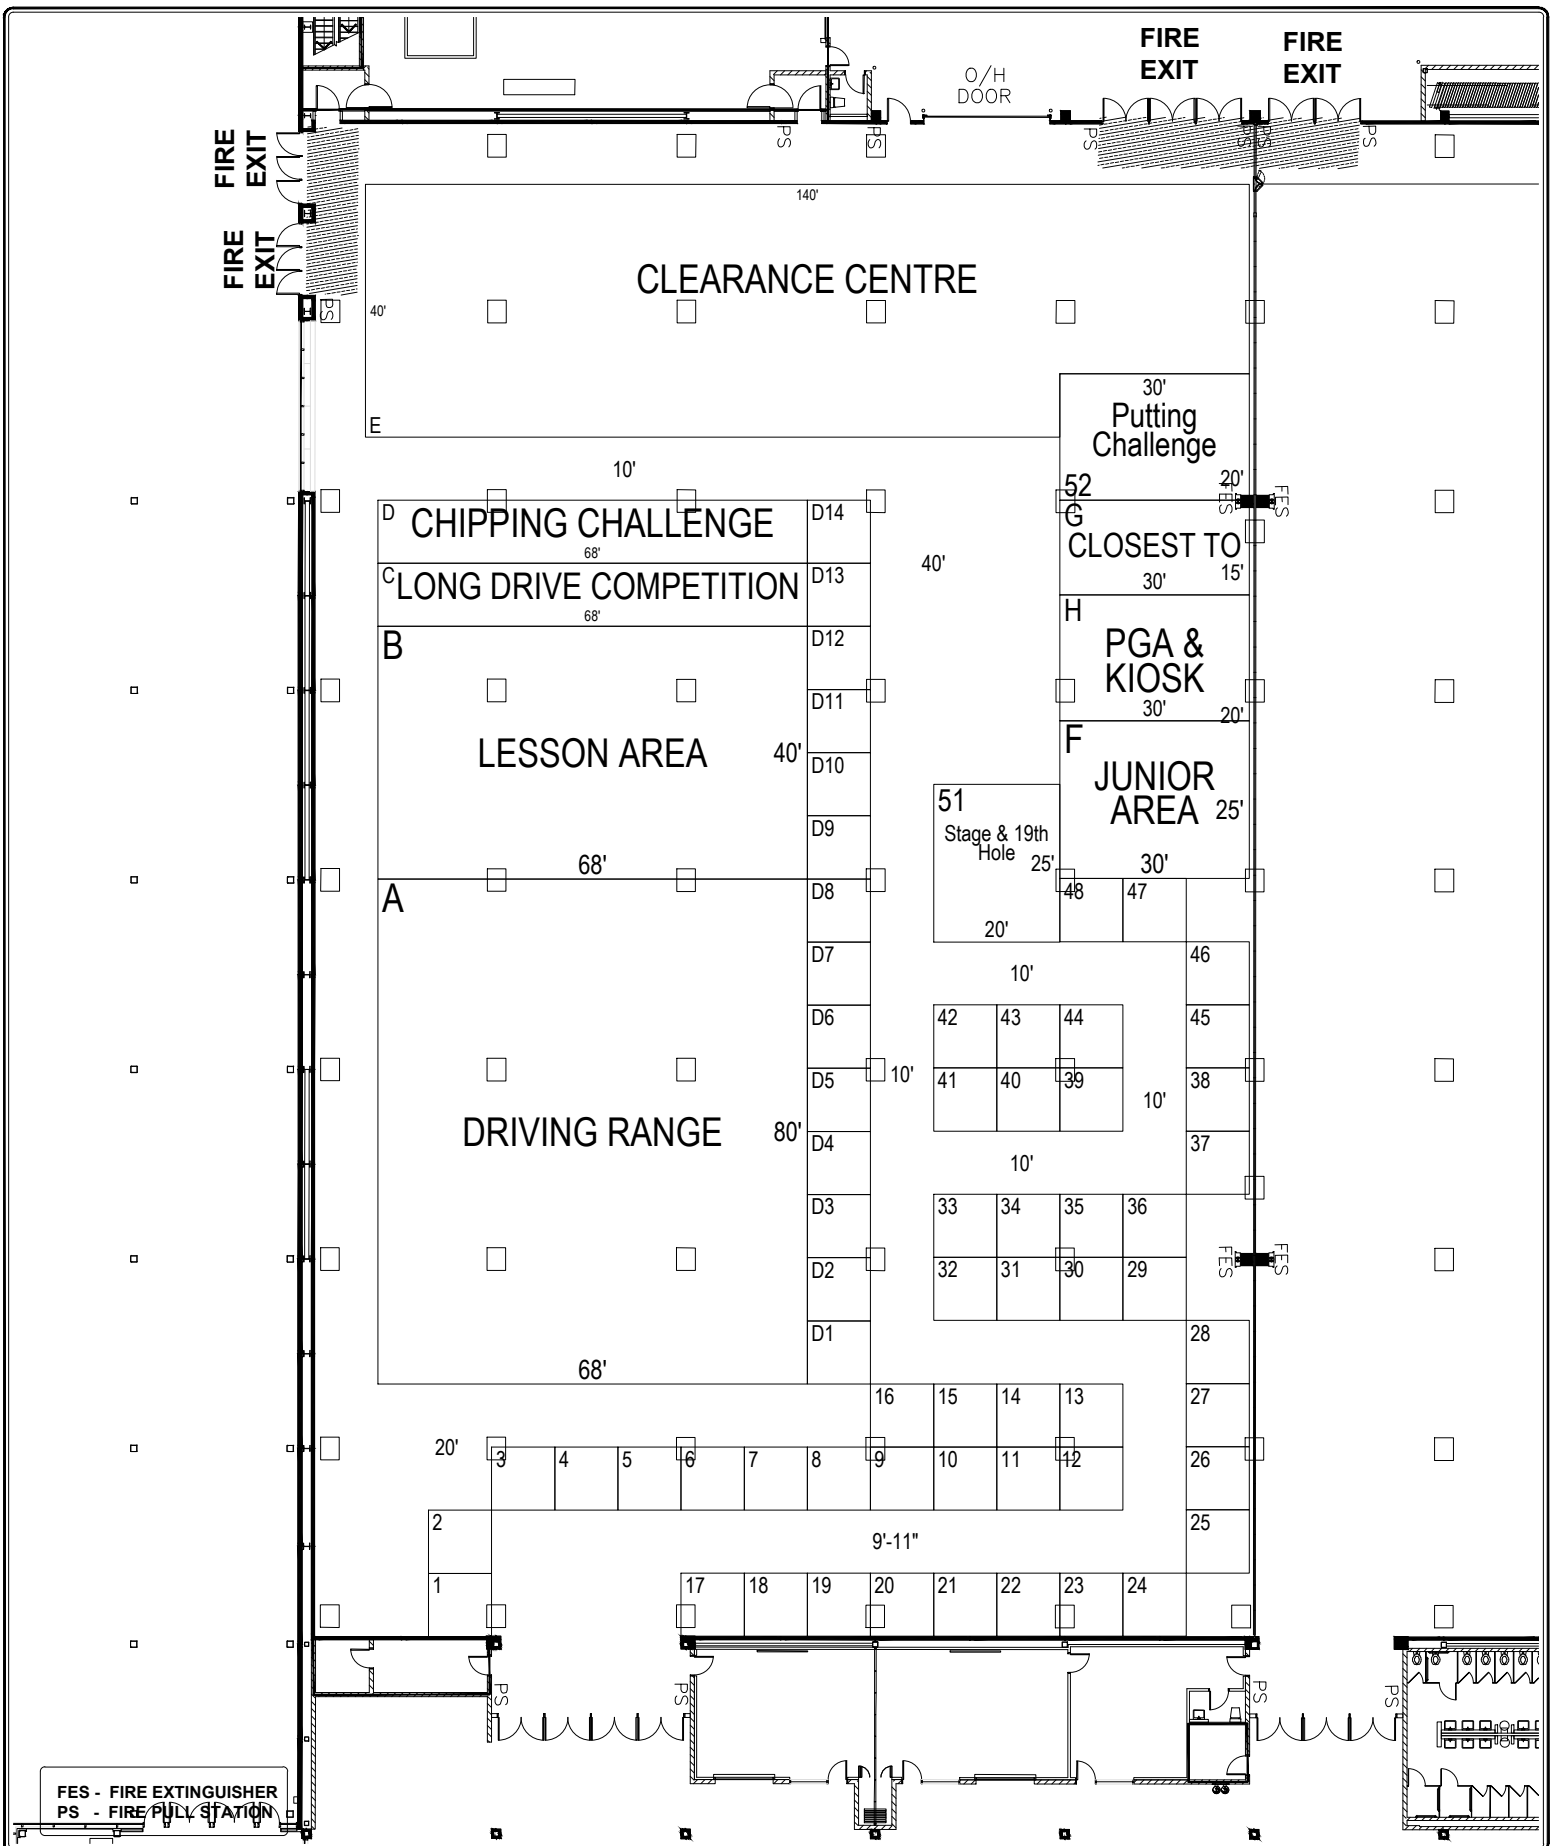 FIRE
EXIT
FIRE
EXIT
O/H
DOOR
FIRE
EXIT
PS
PS
PS
PS
PS
PS
140'
FIRE
EXIT
CLEARANCE CENTRE
PS
40'
E
30'
Putting
Challenge
10'
52
20'
FES
FES
D
CHIPPING CHALLENGE
68'
D14
G
CLOSEST TO
30'
15'
40'
C
LONG DRIVE COMPETITION
68'
D13
H
PGA &
KIOSK
30'
20'
B
LESSON AREA
40'
68'
D12
D11
D10
D9
F
JUNIOR
AREA
25'
30'
51
Stage & 19th
Hole
25'
20'
A
DRIVING RANGE
80'
68'
D8
D7
D6
D5
D4
D3
D2
D1
48
47
46
10'
42
43
44
45
10'
41
40
39
38
10'
37
10'
33
34
35
36
FES
FES
32
31
30
29
28
16
15
14
13
27
20'
3
4
5
6
7
8
9
10
11
12
26
2
9'-11"
25
1
17
18
19
20
21
22
23
24
PS
PS
PS
PS
FES - FIRE EXTINGUISHER
PS - FIRE PULL STATION